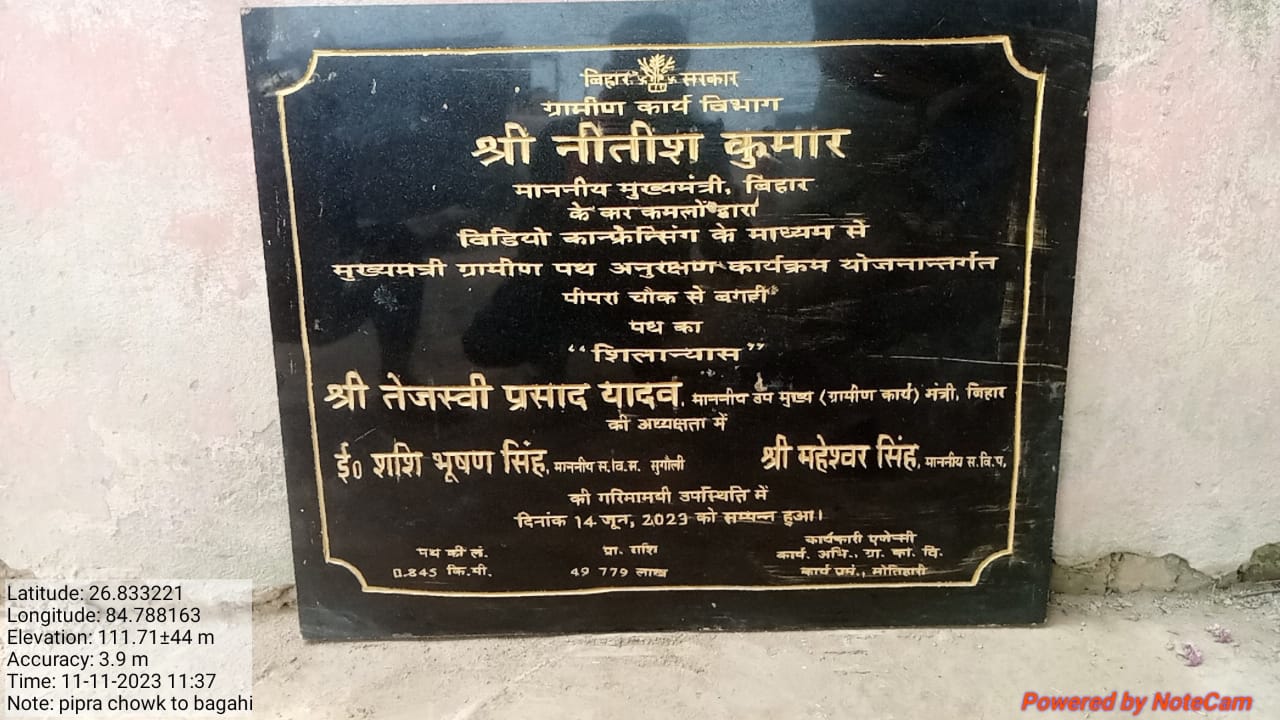 बिहार सरकार
ग्रामीण कार्य विभाग
श्री नीतीश कुमार
माननीय मुख्यमंत्री, बिहार
के कर कमलों द्वारा
विडियो कान्फ्रेन्सिंग के माध्यम से
मुख्यमंत्री ग्रामीण पथ अनुरक्षण कार्यक्रम योजनान्तर्गत
पीपरा चौक से बगही
पथ का
“शिलान्यास”
श्री तेजस्वी प्रसाद यादव, माननीय उप मुख्य (ग्रामीण कार्य) मंत्री, बिहार
की अध्यक्षता में
ई० शशि भूषण सिंह, माननीय स.वि.स. सुगौली श्री महेश्वर सिंह, माननीय स.वि.प.
की गरिमामयी उपस्थिति में
दिनांक 14 जून, 2023 को सम्पन्न हुआ।
पथ की लं. प्रा. राशि कार्यकारी एजेन्सी
0.845 कि.मी. 49 779 लाख कार्य. अभि., ग्रा. का. वि.
कार्य प्रमं., मोतिहारी
Latitude: 26.833221
Longitude: 84.788163
Elevation: 111.71±44 m
Accuracy: 3.9 m
Time: 11-11-2023 11:37
Note: pipra chowk to bagahi
Powered by NoteCam